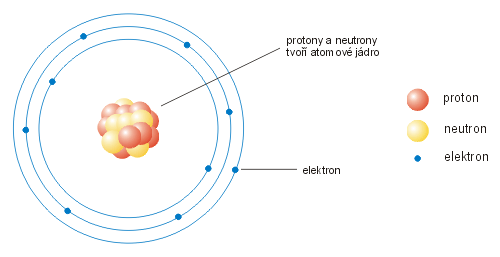 protony a neutrony
tvoří atomové jádro
proton
neutron
elektron
elektron